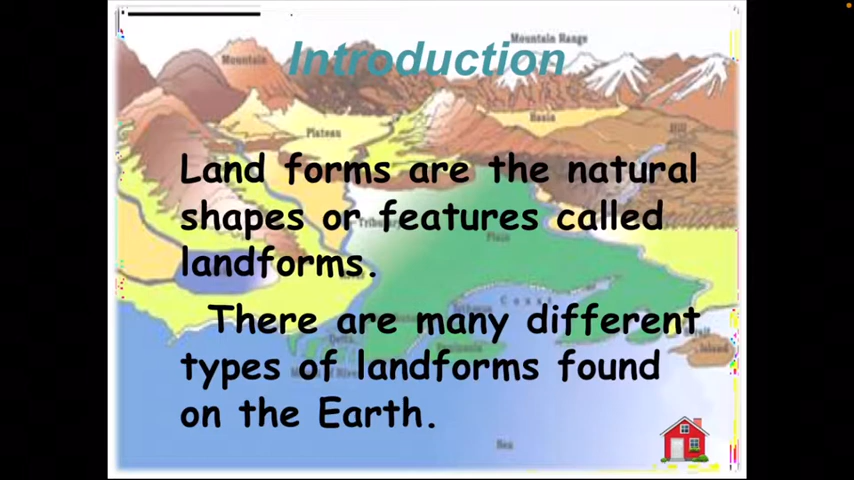 Introduction
Mountain Range
Mountain
Basin
Hill
Plateau
Land forms are the natural
shapes or features called
Plain
landforms.
There are many different
Coast
types of landforms found
Island
on the Earth.
Sea